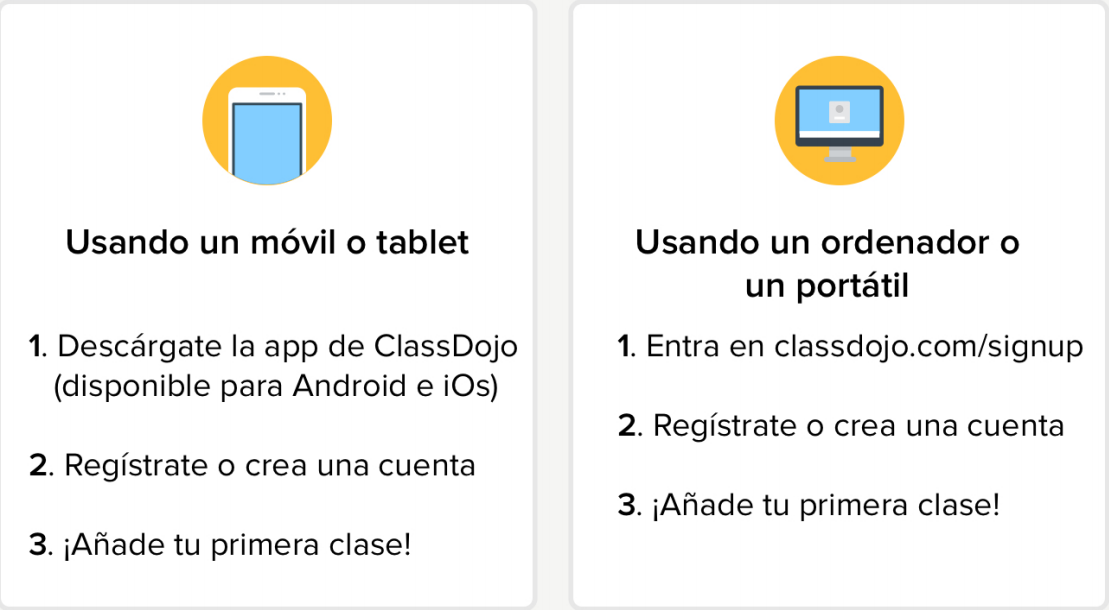 Usando un móvil o tablet
1. Descárgate la app de ClassDojo
(disponible para Android e iOs)
2. Regístrate o crea una cuenta
3. ¡Añade tu primera clase!
Usando un ordenador o
un portátil
1. Entra en classdojo.com/signup
2. Regístrate o crea una cuenta
3. ¡Añade tu primera clase!